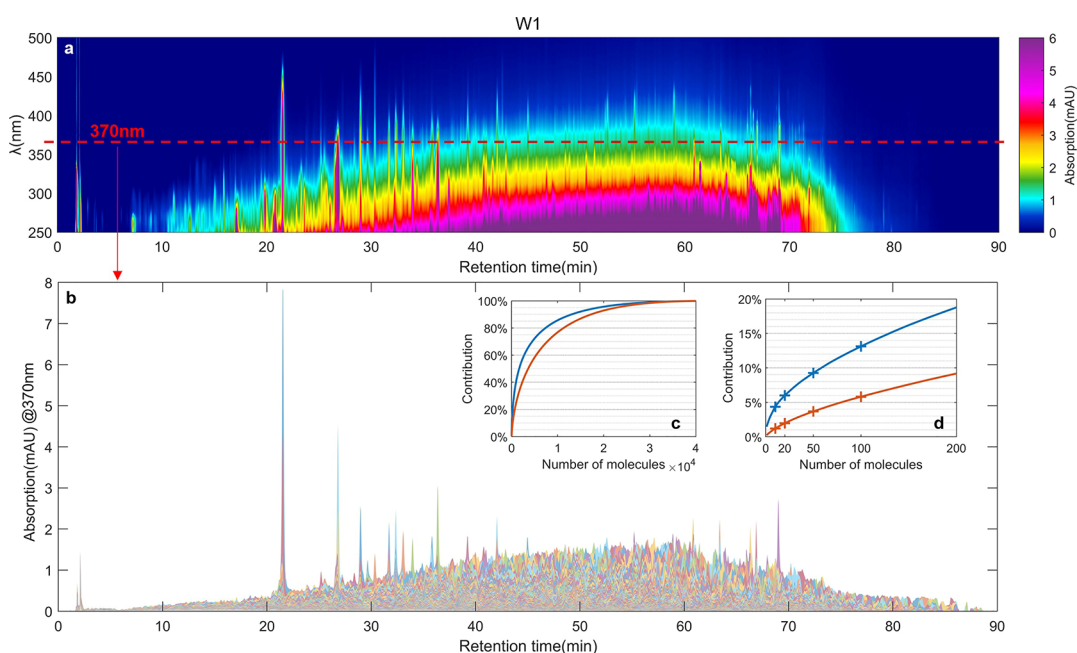 W1
a
500
450
400
350
300
250
λ(nm)
370nm
0 10 20 30 40 50 60 70 80 90
Retention time(min)
6
5
4
3
2
1
0
Absorption(mAU)
b
8
7
6
5
4
3
2
1
0
Absorption(mAU) @370nm
0 10 20 30 40 50 60 70 80 90
Retention time(min)
100%
80%
60%
40%
20%
0%
Contribution
c
0 1 2 3 4
Number of molecules ×10⁴
20%
15%
10%
5%
0%
Contribution
d
0 20 50 100 200
Number of molecules